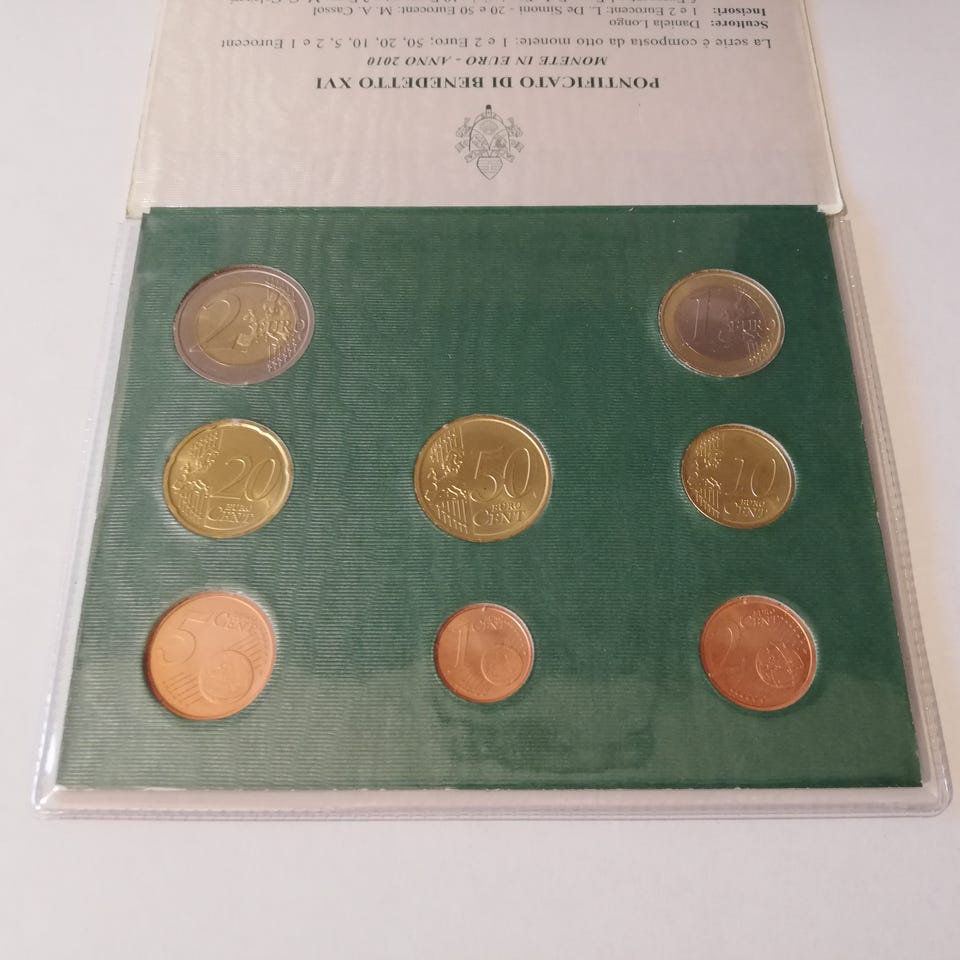 PONTIFICATO DI BENEDETTO XVI
MONETE IN EURO - ANNO 2010
La serie è composta da otto monete: 1 e 2 Euro; 50, 20, 10, 5, 2 e 1 Eurocent
Scultore: Daniela Longo
Incisori: 1 e 2 Eurocent: L. De Simoni - 20 e 50 Eurocent: M. A. Cassol
2 EURO
1 EURO
20 EURO CENT
50 EURO CENT
10 EURO CENT
5 EURO CENT
1 EURO CENT
2 EURO CENT